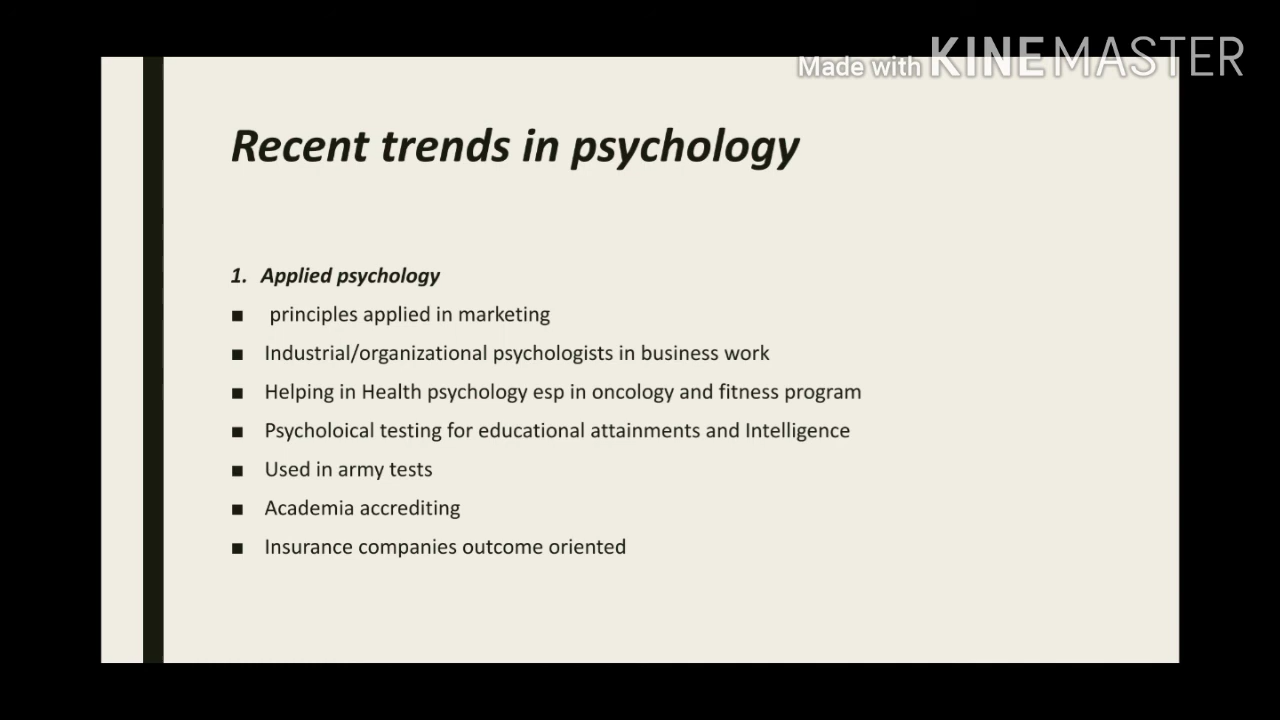 Made with KINEMASTER
Recent trends in psychology
1. Applied psychology
■ principles applied in marketing
■ Industrial/organizational psychologists in business work
■ Helping in Health psychology esp in oncology and fitness program
■ Psycholoical testing for educational attainments and Intelligence
■ Used in army tests
■ Academia accrediting
■ Insurance companies outcome oriented